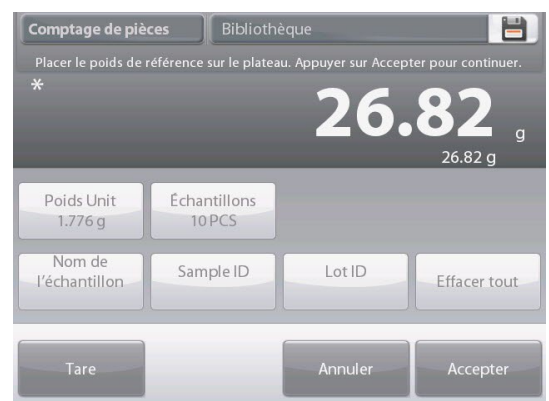 Comptage de pièces Bibliothèque
Placer le poids de référence sur le plateau. Appuyer sur Accepter pour continuer.
*
26.82 g
26.82 g
Poids Unit
1.776 g
Échantillons
10 PCS
Nom de
l'échantillon
Sample ID
Lot ID
Effacer tout
Tare
Annuler
Accepter